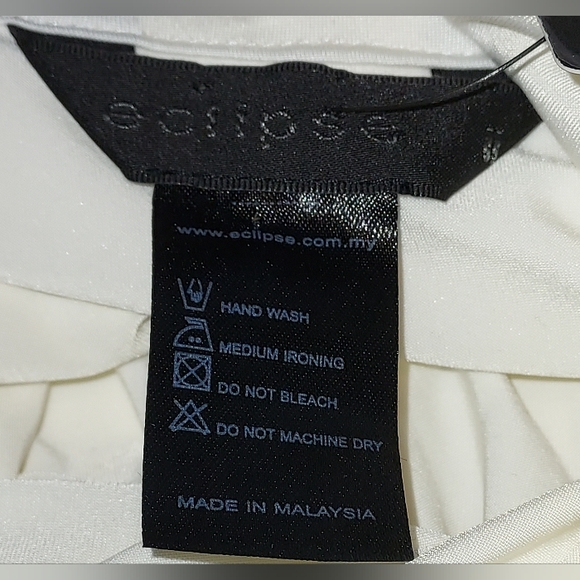 eclipse
www.eclipse.com.my
HAND WASH
MEDIUM IRONING
DO NOT BLEACH
DO NOT MACHINE DRY
MADE IN MALAYSIA